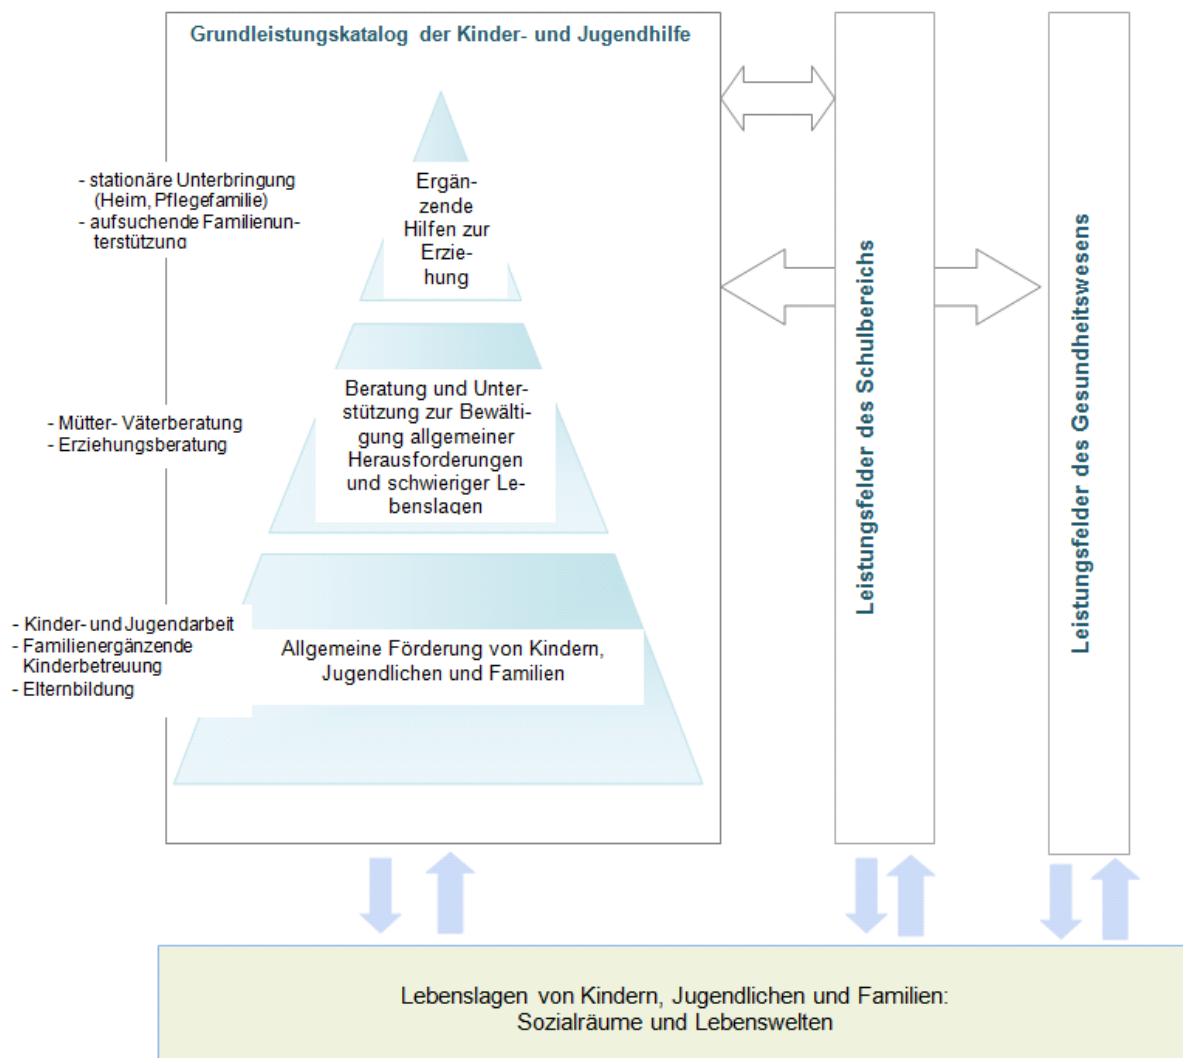 Grundleistungskatalog der Kinder- und Jugendhilfe
- stationäre Unterbringung
(Heim, Pflegefamilie)
- aufsuchende Familienun-
terstützung
Ergän-
zende
Hilfen zur
Erzie-
hung
- Mütter- Väterberatung
- Erziehungsberatung
Beratung und Unter-
stützung zur Bewälti-
gung allgemeiner
Herausforderungen
und schwieriger Le-
benslagen
- Kinder- und Jugendarbeit
- Familienergänzende
Kinderbetreuung
- Elternbildung
Allgemeine Förderung von Kindern,
Jugendlichen und Familien
Leistungsfelder des Schulbereichs
Leistungsfelder des Gesundheitswesens
Lebenslagen von Kindern, Jugendlichen und Familien:
Sozialräume und Lebenswelten